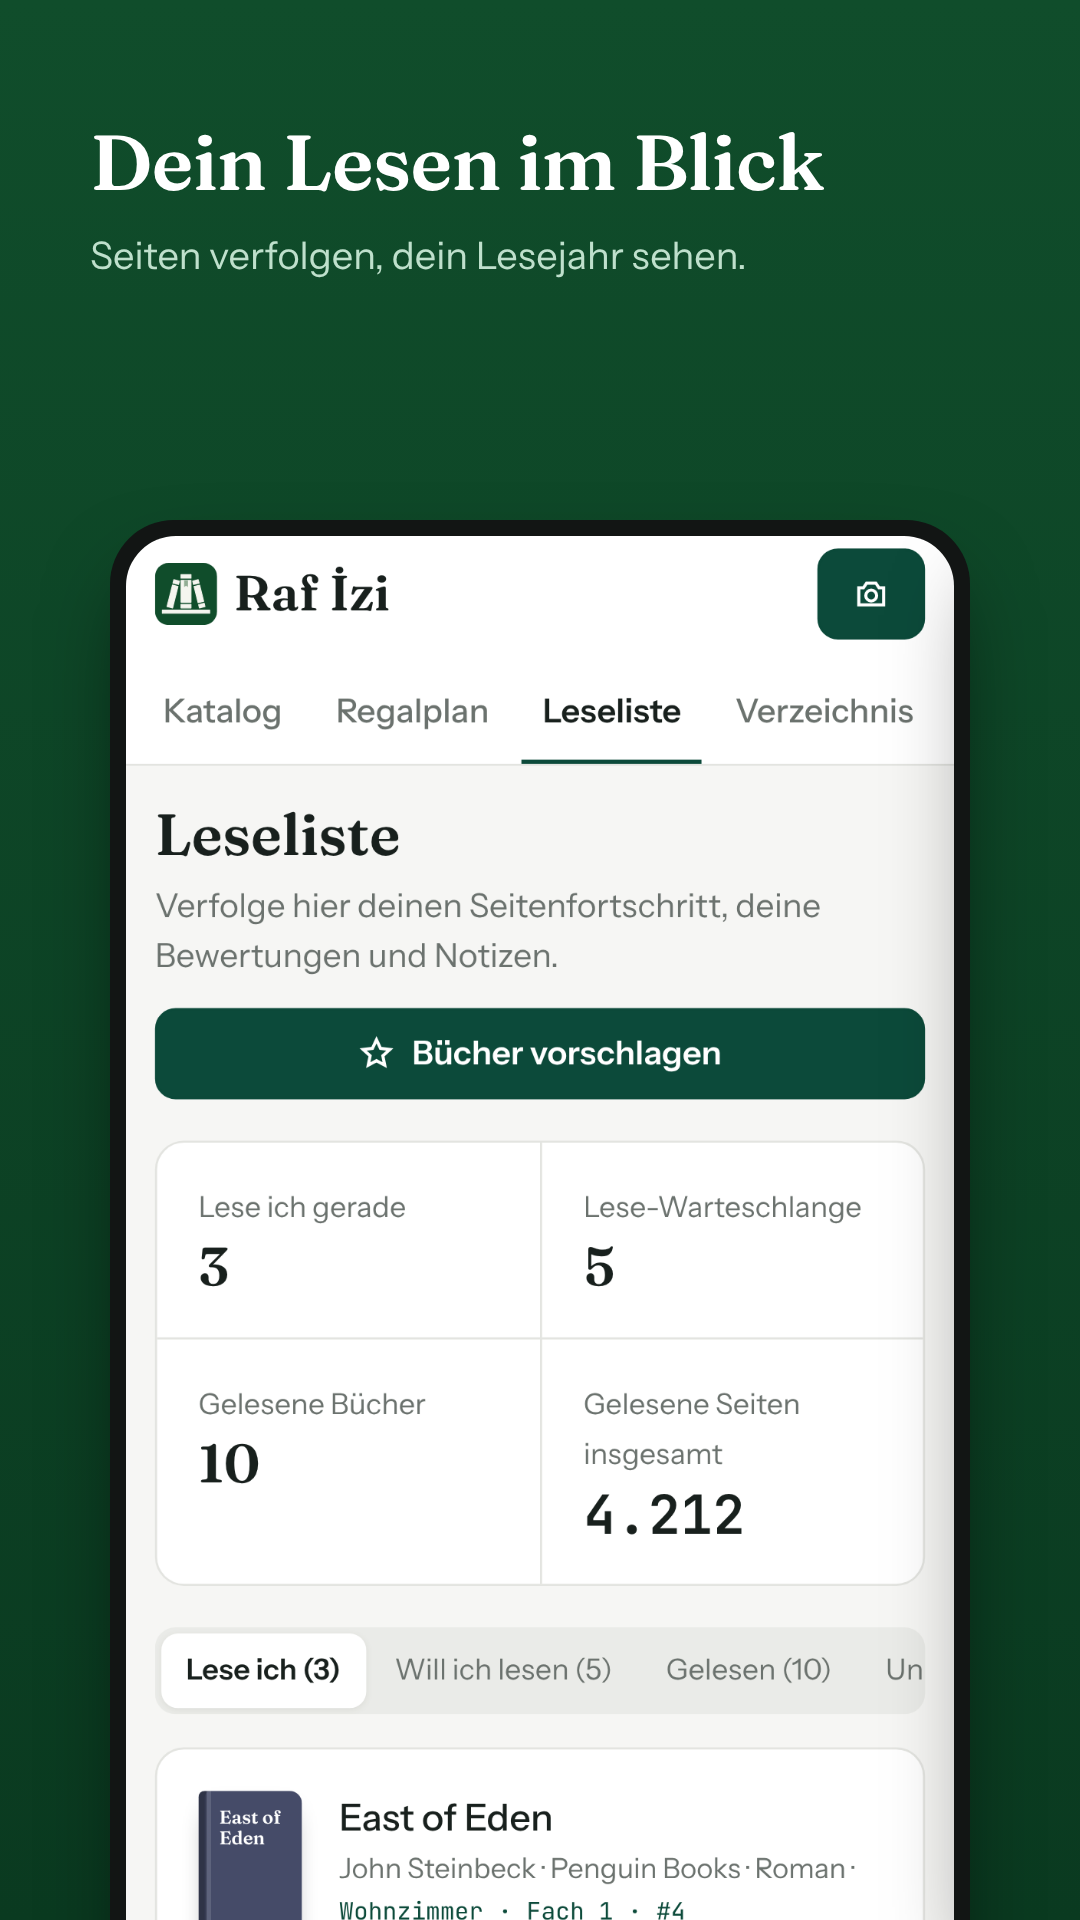 Dein Lesen im Blick
Seiten verfolgen, dein Lesejahr sehen.
Raf İzi
Katalog Regalplan Leseliste Verzeichnis
Leseliste
Verfolge hier deinen Seitenfortschritt, deine
Bewertungen und Notizen.
Bücher vorschlagen
Lese ich gerade
3
Lese-Warteschlange
5
Gelesene Bücher
10
Gelesene Seiten
insgesamt
4.212
Lese ich (3) Will ich lesen (5) Gelesen (10) Un
East of
Eden
East of Eden
John Steinbeck · Penguin Books · Roman ·
Wohnzimmer · Fach 1 · #4